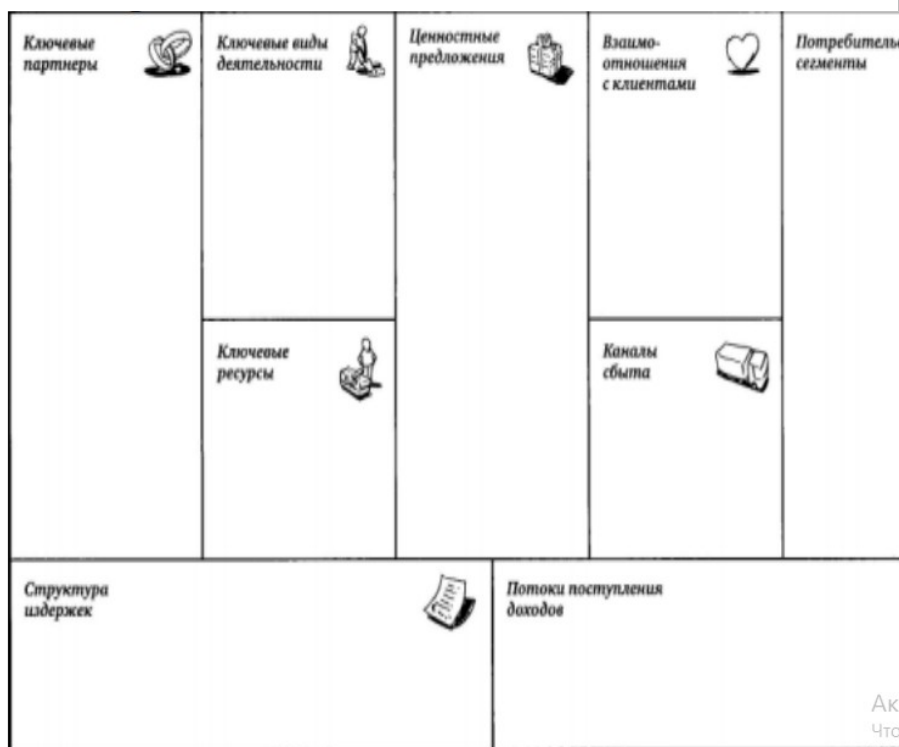 Ключевые
партнеры
Ключевые виды
деятельности
Ценностные
предложения
Взаимо-
отношения
с клиентами
Потребитель
сегменты
Ключевые
ресурсы
Каналы
сбыта
Структура
издержек
Потоки поступления
доходов
Ак
Что